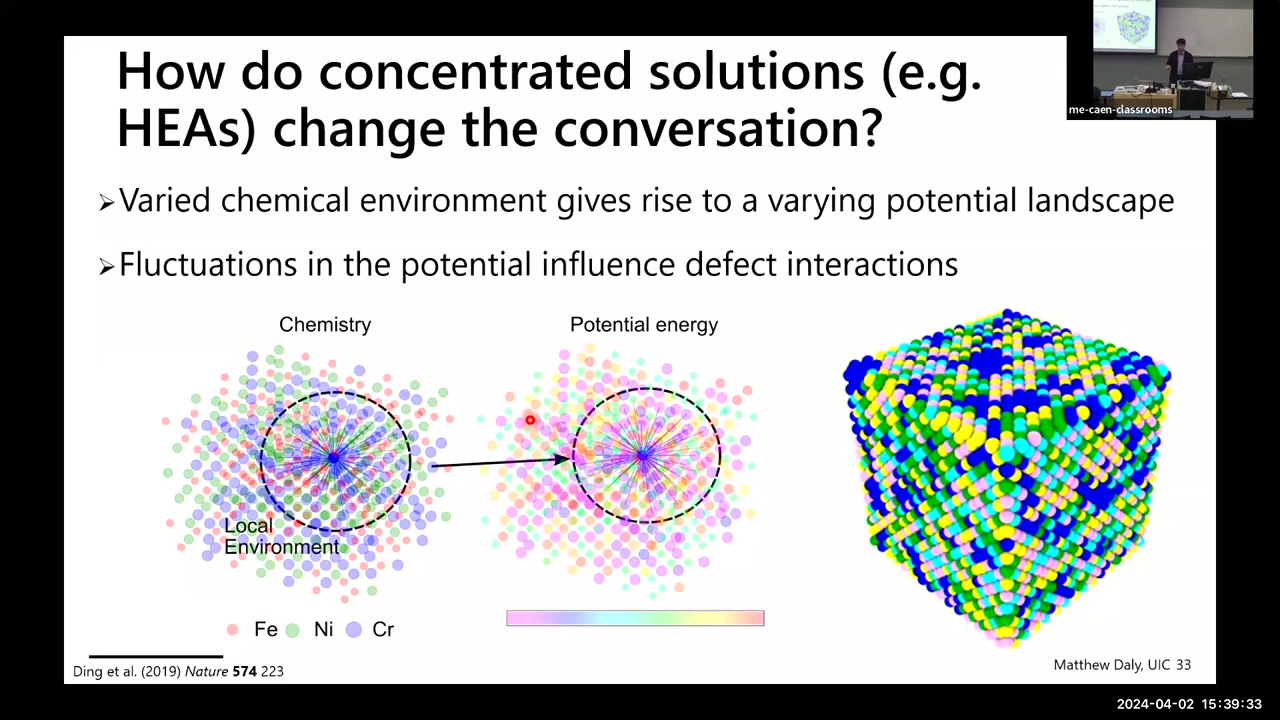 How do concentrated solutions (e.g.
HEAs) change the conversation?
me-caen-classrooms
➢Varied chemical environment gives rise to a varying potential landscape
➢Fluctuations in the potential influence defect interactions
Chemistry
Potential energy
Local
Environment
Fe Ni Cr
Ding et al. (2019) Nature 574 223
Matthew Daly, UIC 33
2024-04-02 15:39:33